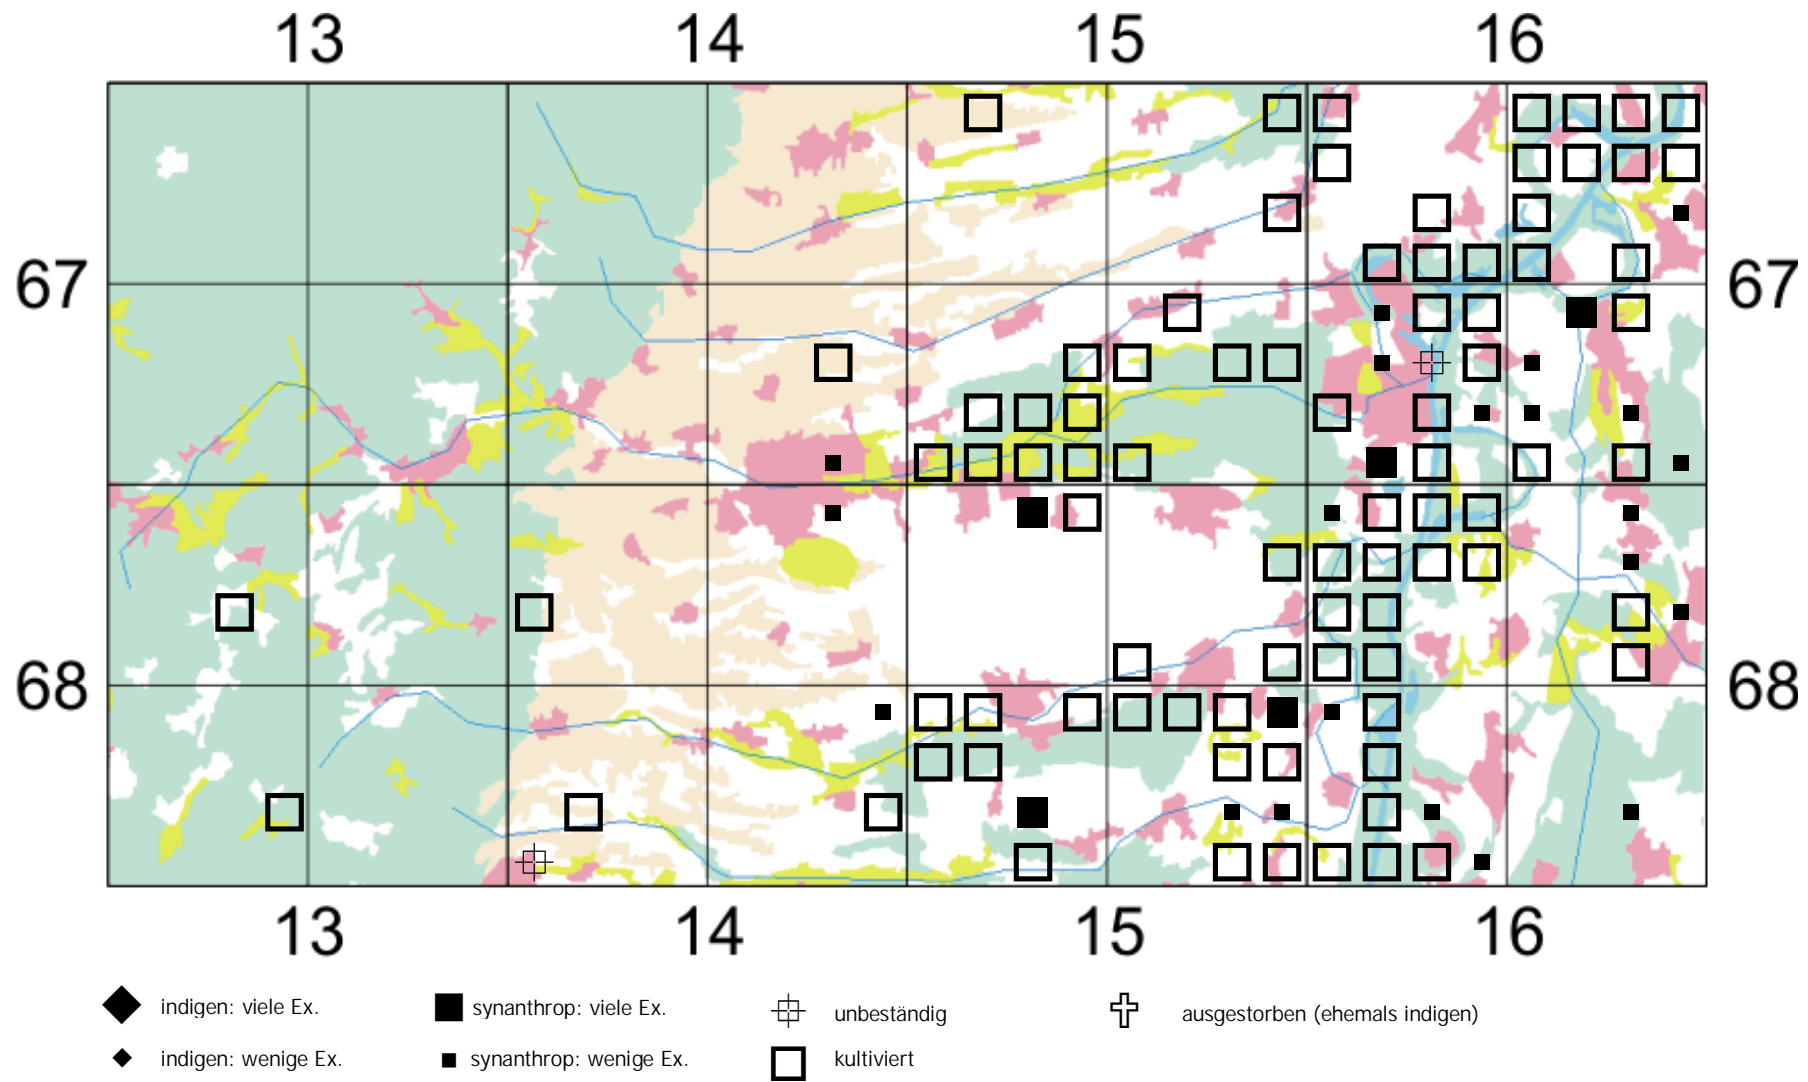 13 14 15 16
67 67
68 68
13 14 15 16
indigen: viele Ex. synanthrop: viele Ex. unbeständig ausgestorben (ehemals indigen)
indigen: wenige Ex. synanthrop: wenige Ex. kultiviert